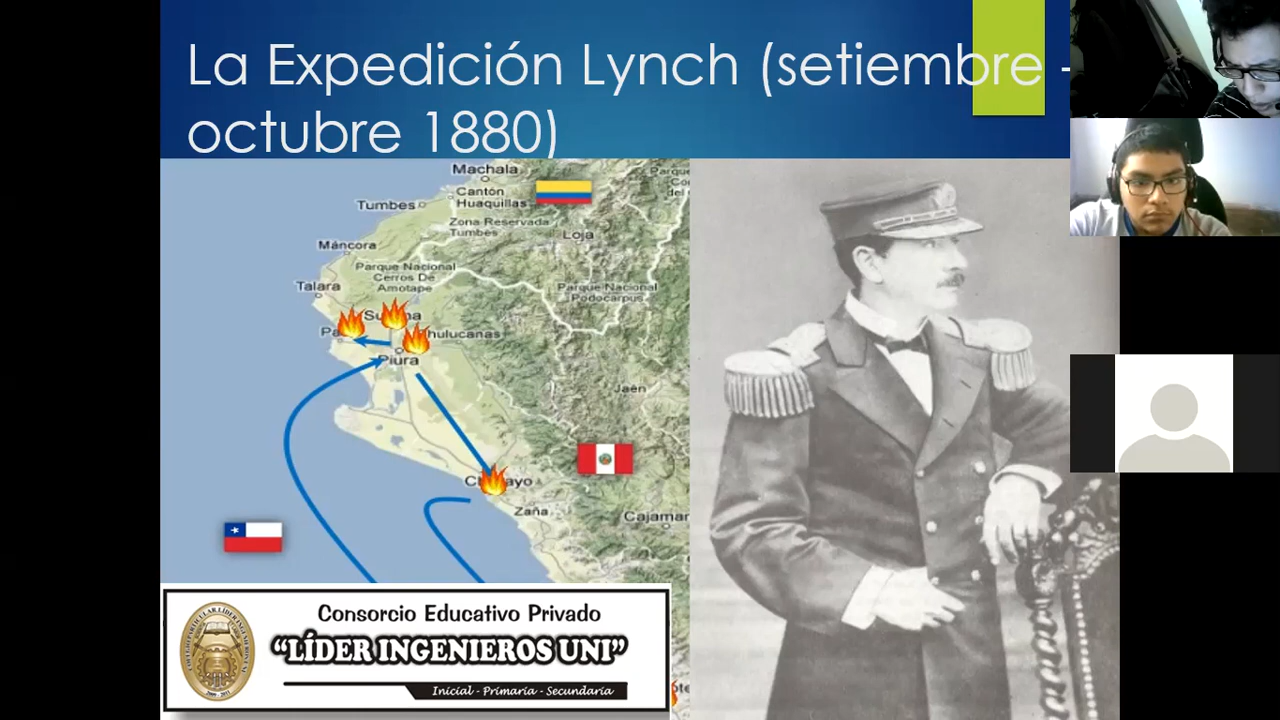 La Expedición Lynch (setiembre -
octubre 1880)
Machala
Cantón
Huaquillas
Tumbes
Zona Reservada
Tumbes
Loja
Máncora
Parque Nacional
Cerros De
Amotape
Talara
Parque Nacional
Podocarpus
Chulucanas
Piura
Jaén
Zaña
Cajamar
Consorcio Educativo Privado
"LÍDER INGENIEROS UNI"
Inicial - Primaria - Secundaria